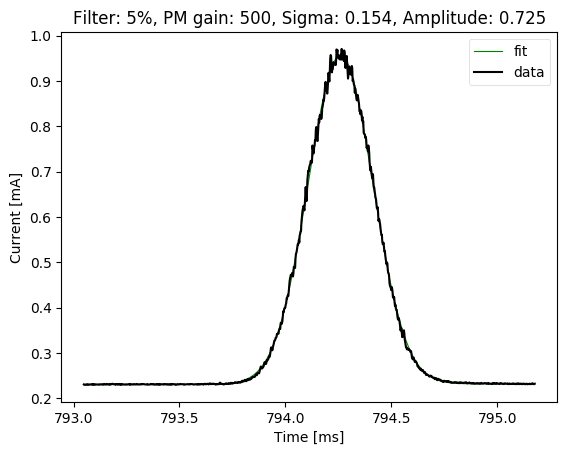 Filter: 5%, PM gain: 500, Sigma: 0.154, Amplitude: 0.725
fit
data
1.0
0.9
0.8
0.7
0.6
0.5
0.4
0.3
0.2
Current [mA]
793.0 793.5 794.0 794.5 795.0
Time [ms]